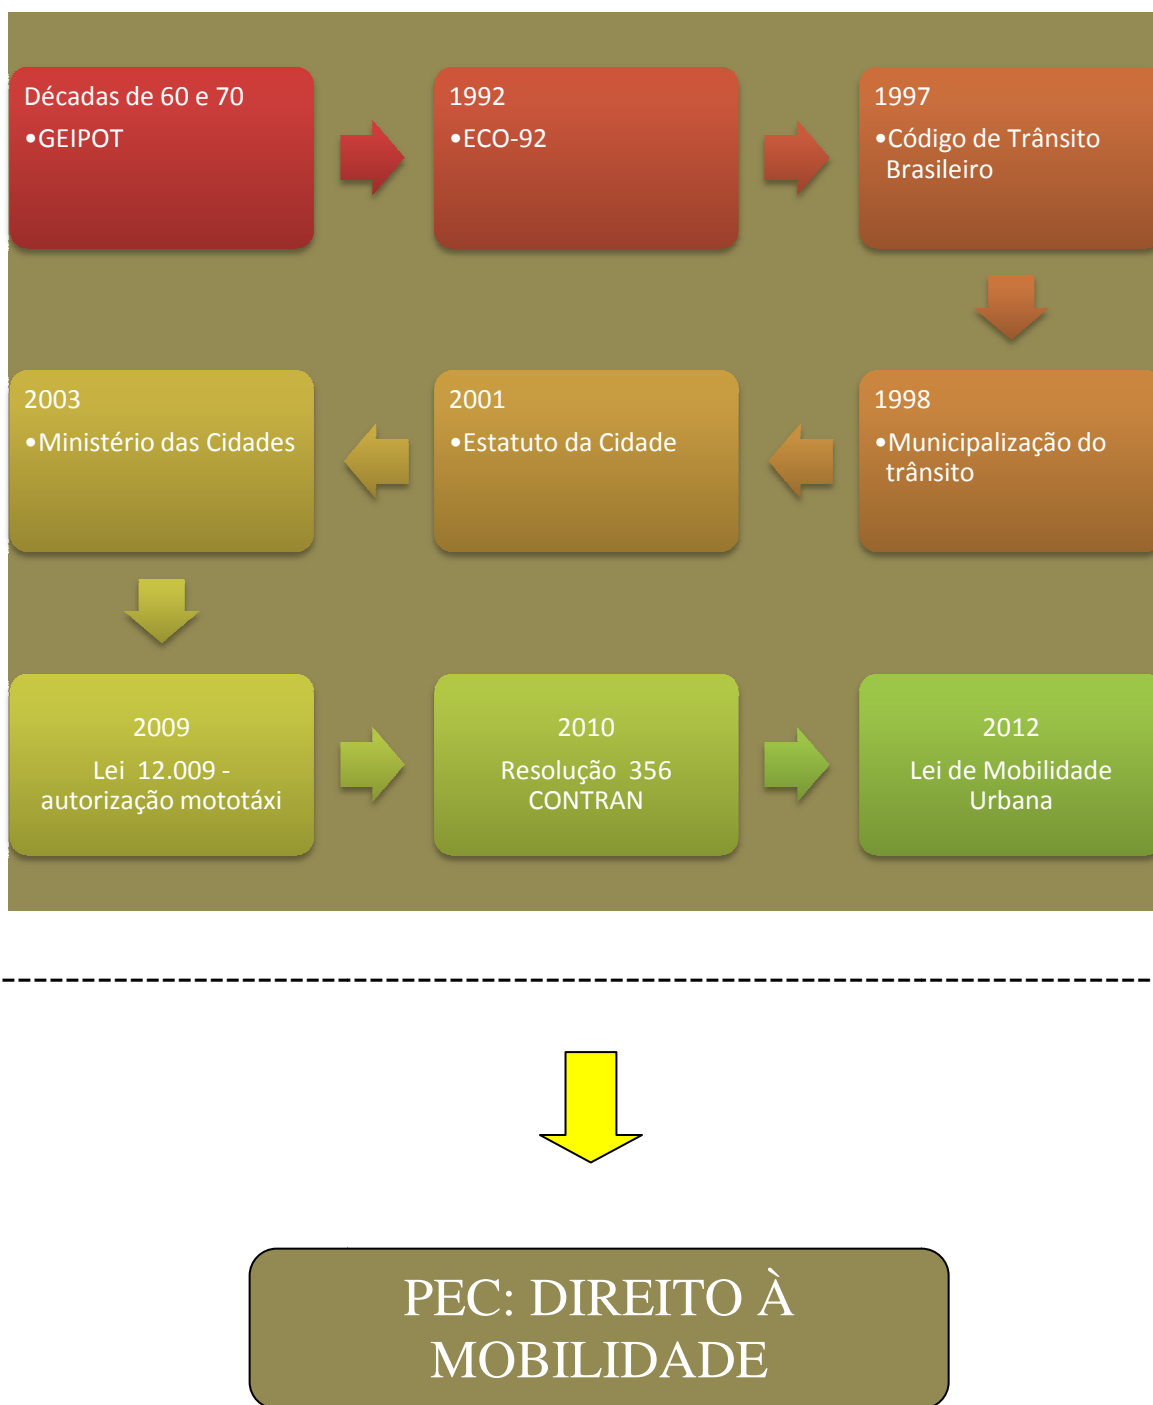 Décadas de 60 e 70
•GEIPOT
1992
•ECO-92
1997
•Código de Trânsito
Brasileiro
1998
•Municipalização do
trânsito
2001
•Estatuto da Cidade
2003
•Ministério das Cidades
2009
Lei 12.009 -
autorização mototáxi
2010
Resolução 356
CONTRAN
2012
Lei de Mobilidade
Urbana
PEC: DIREITO À
MOBILIDADE